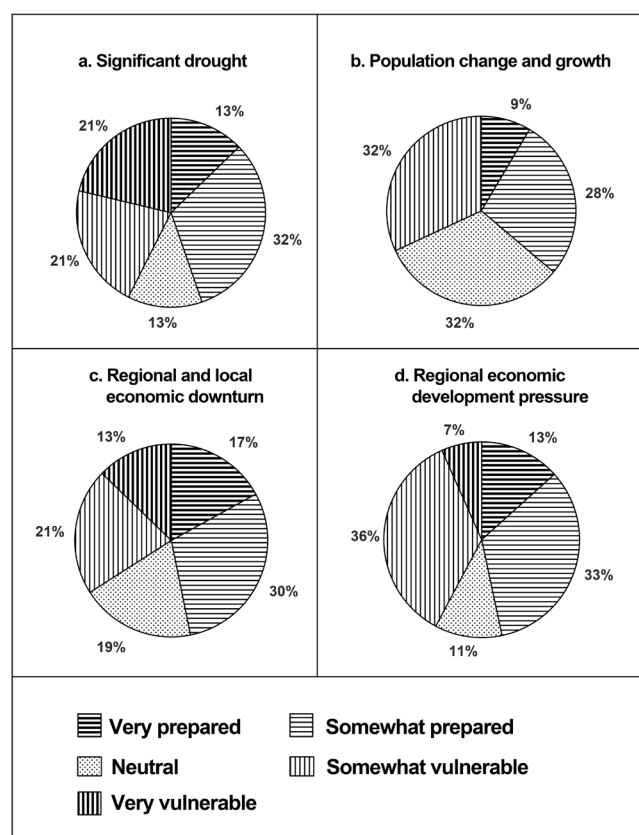 a. Significant drought
21%
13%
21%
32%
13%
b. Population change and growth
9%
32%
28%
32%
c. Regional and local
economic downturn
13%
17%
21%
30%
19%
d. Regional economic
development pressure
7%
13%
36%
33%
11%
Very prepared
Somewhat prepared
Neutral
Somewhat vulnerable
Very vulnerable